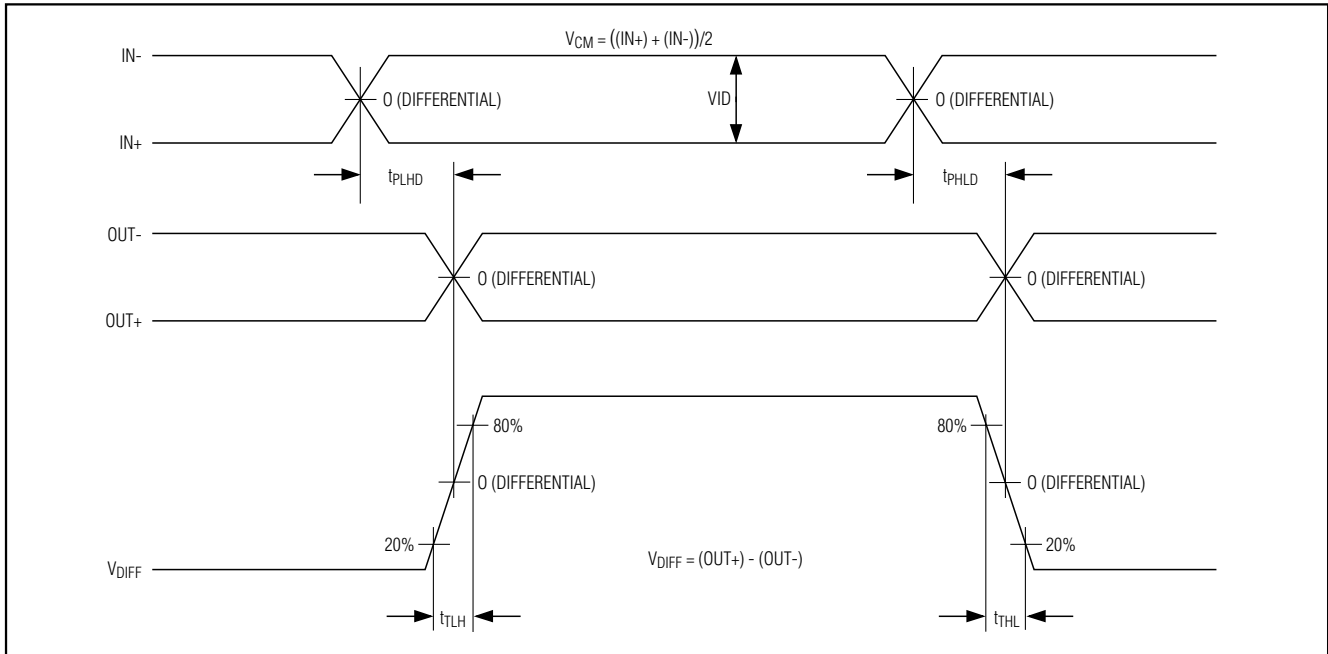 V_CM = ((IN+) + (IN-))/2
IN-
0 (DIFFERENTIAL)
VID
0 (DIFFERENTIAL)
IN+
t_PLHD
t_PHLD
OUT-
0 (DIFFERENTIAL)
0 (DIFFERENTIAL)
OUT+
80%
80%
0 (DIFFERENTIAL)
0 (DIFFERENTIAL)
20%
20%
V_DIFF = (OUT+) - (OUT-)
V_DIFF
t_TLH
t_THL